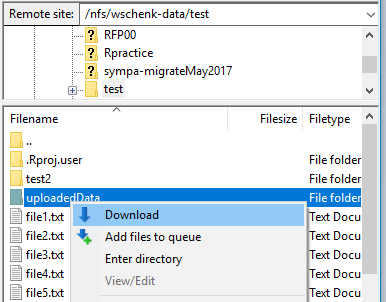 Remote site: /nfs/wschenk-data/test
RFP00
Rpractice
sympa-migrateMay2017
test
Filename Filesize Filetype
..
.Rproj.user File folder
test2 File folder
uploadedData File folder
file1.txt Text Docu
Download
file2.txt Text Docu
Add files to queue
file3.txt Text Docu
Enter directory
file4.txt Text Docu
View/Edit
file5.txt Text Docu